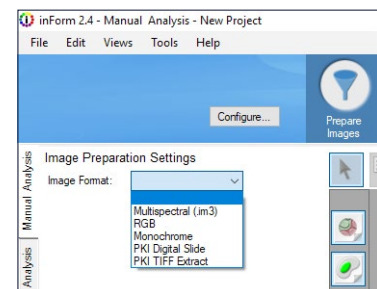 inForm 2.4 - Manual Analysis - New Project
File Edit Views Tools Help
Configure...
Prepare
Images
Manual Analysis
Analysis
Image Preparation Settings
Image Format:
Multispectral (.im3)
RGB
Monochrome
PKI Digital Slide
PKI TIFF Extract